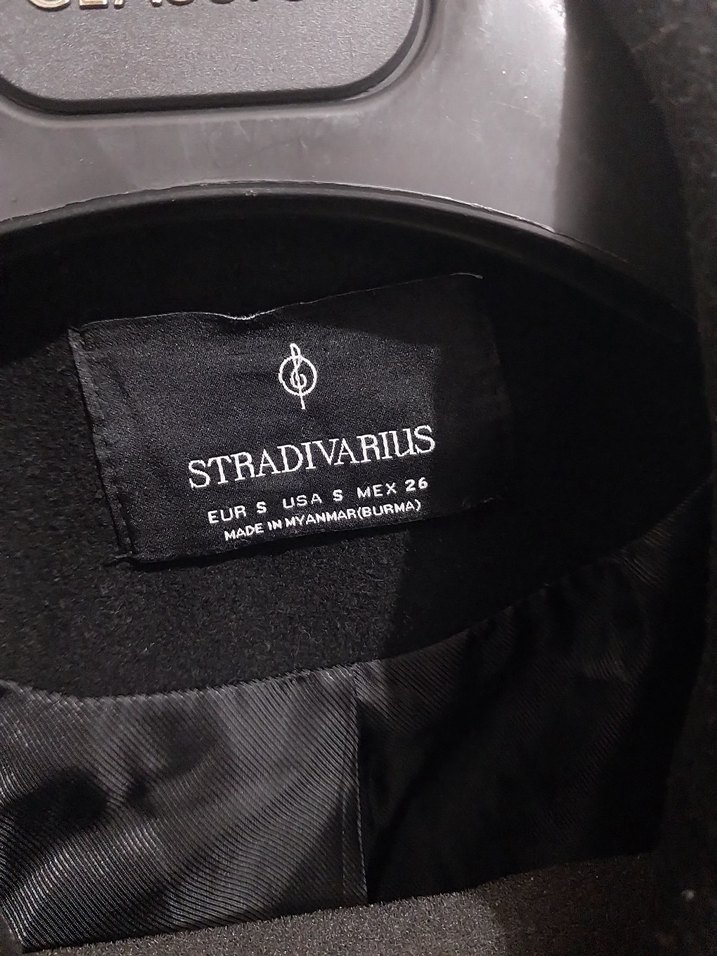 STRADIVARIUS
EUR S USA S MEX 26
MADE IN MYANMAR(BURMA)